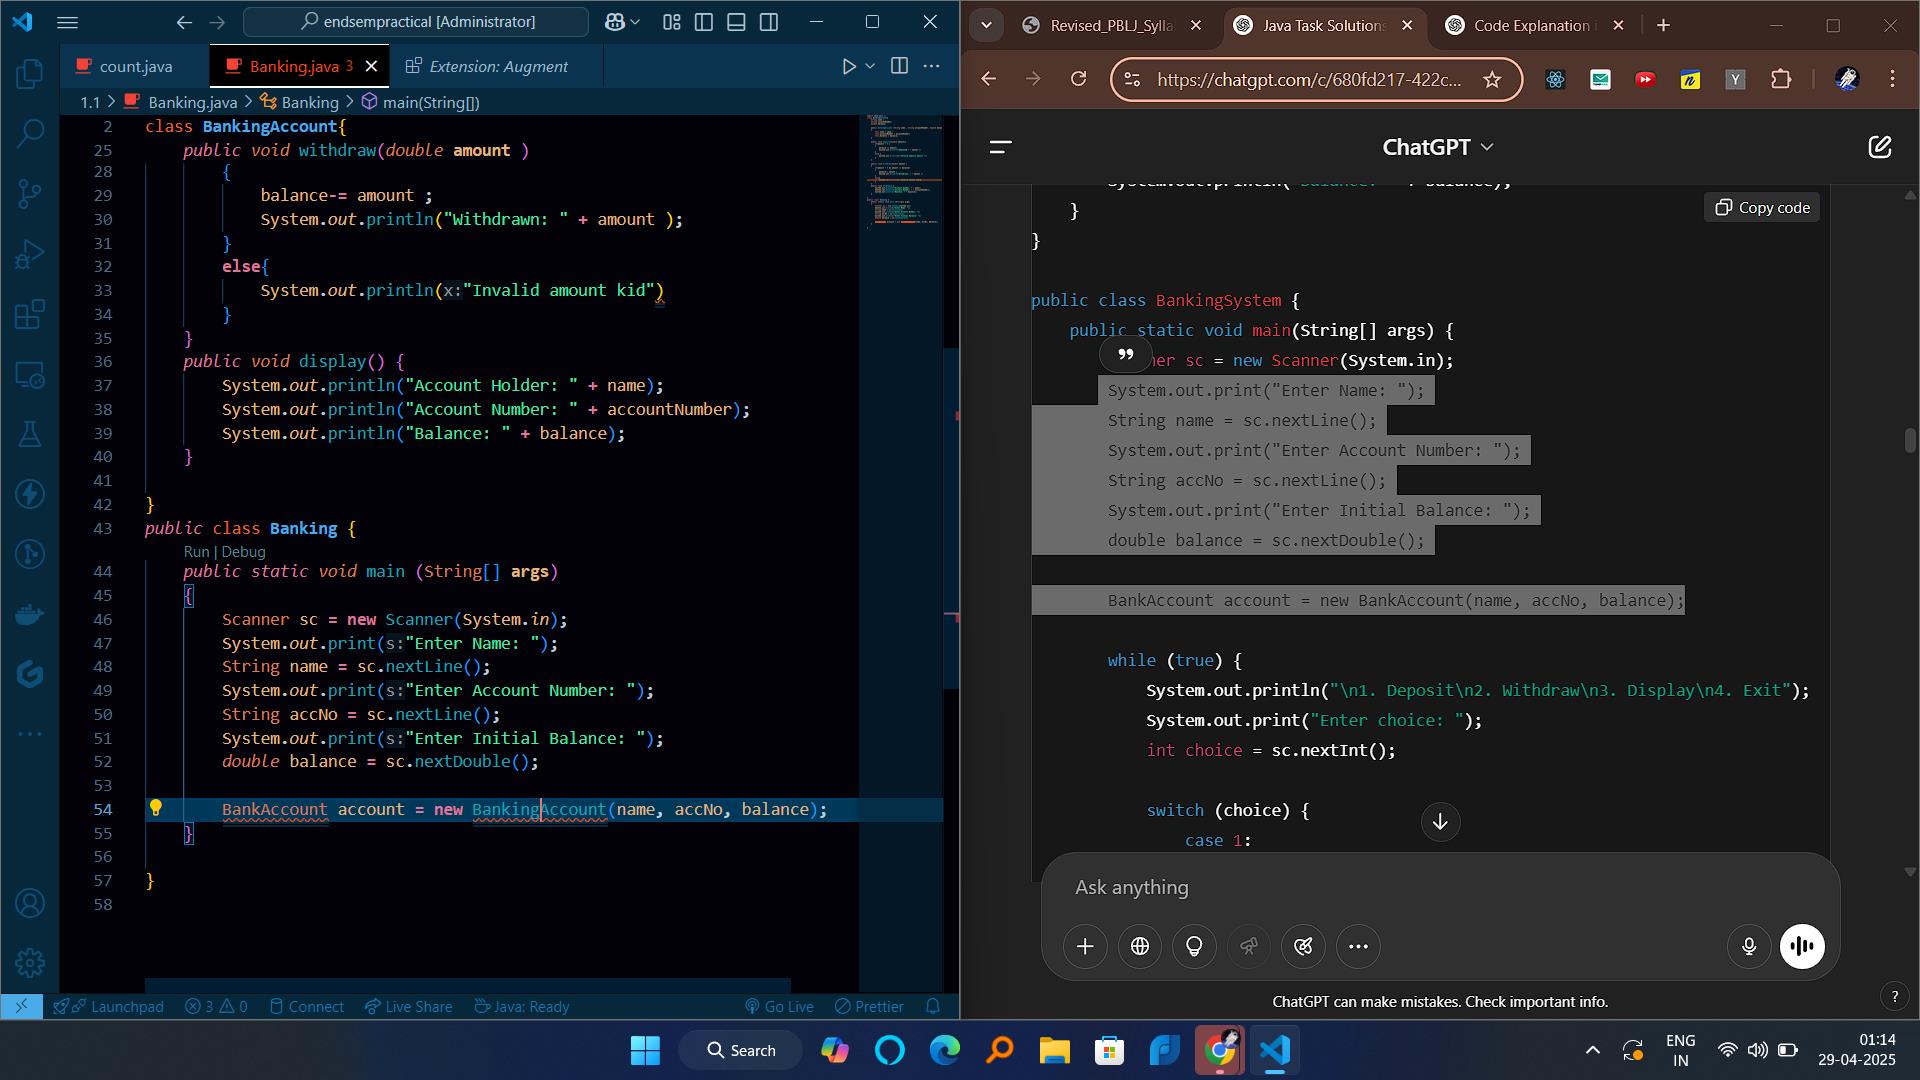 endsempractical [Administrator]
count.java
Banking.java 3
Extension: Augment
1.1 > Banking.java > Banking > main(String[])
2 class BankingAccount{
25 public void withdraw(double amount )
28 {
29 balance-= amount ;
30 System.out.println("Withdrawn: " + amount );
31 }
32 else{
33 System.out.println(x:"Invalid amount kid")
34 }
35 }
36 public void display() {
37 System.out.println("Account Holder: " + name);
38 System.out.println("Account Number: " + accountNumber);
39 System.out.println("Balance: " + balance);
40 }
41
42 }
43 public class Banking {
Run | Debug
44 public static void main (String[] args)
45 {
46 Scanner sc = new Scanner(System.in);
47 System.out.print(s:"Enter Name: ");
48 String name = sc.nextLine();
49 System.out.print(s:"Enter Account Number: ");
50 String accNo = sc.nextLine();
51 System.out.print(s:"Enter Initial Balance: ");
52 double balance = sc.nextDouble();
53
54 BankAccount account = new BankingAccount(name, accNo, balance);
55 }
56
57 }
58
Launchpad
3 0
Connect
Live Share
Java: Ready
Go Live
Prettier
Revised_PBLJ_Sylla
Java Task Solutions
Code Explanation
https://chatgpt.com/c/680fd217-422c...
ChatGPT
Copy code
}
}
public class BankingSystem {
public static void main(String[] args) {
ner sc = new Scanner(System.in);
System.out.print("Enter Name: ");
String name = sc.nextLine();
System.out.print("Enter Account Number: ");
String accNo = sc.nextLine();
System.out.print("Enter Initial Balance: ");
double balance = sc.nextDouble();
BankAccount account = new BankAccount(name, accNo, balance);
while (true) {
System.out.println("\n1. Deposit\n2. Withdraw\n3. Display\n4. Exit");
System.out.print("Enter choice: ");
int choice = sc.nextInt();
switch (choice) {
case 1:
Ask anything
ChatGPT can make mistakes. Check important info.
?
Search
ENG
IN
01:14
29-04-2025